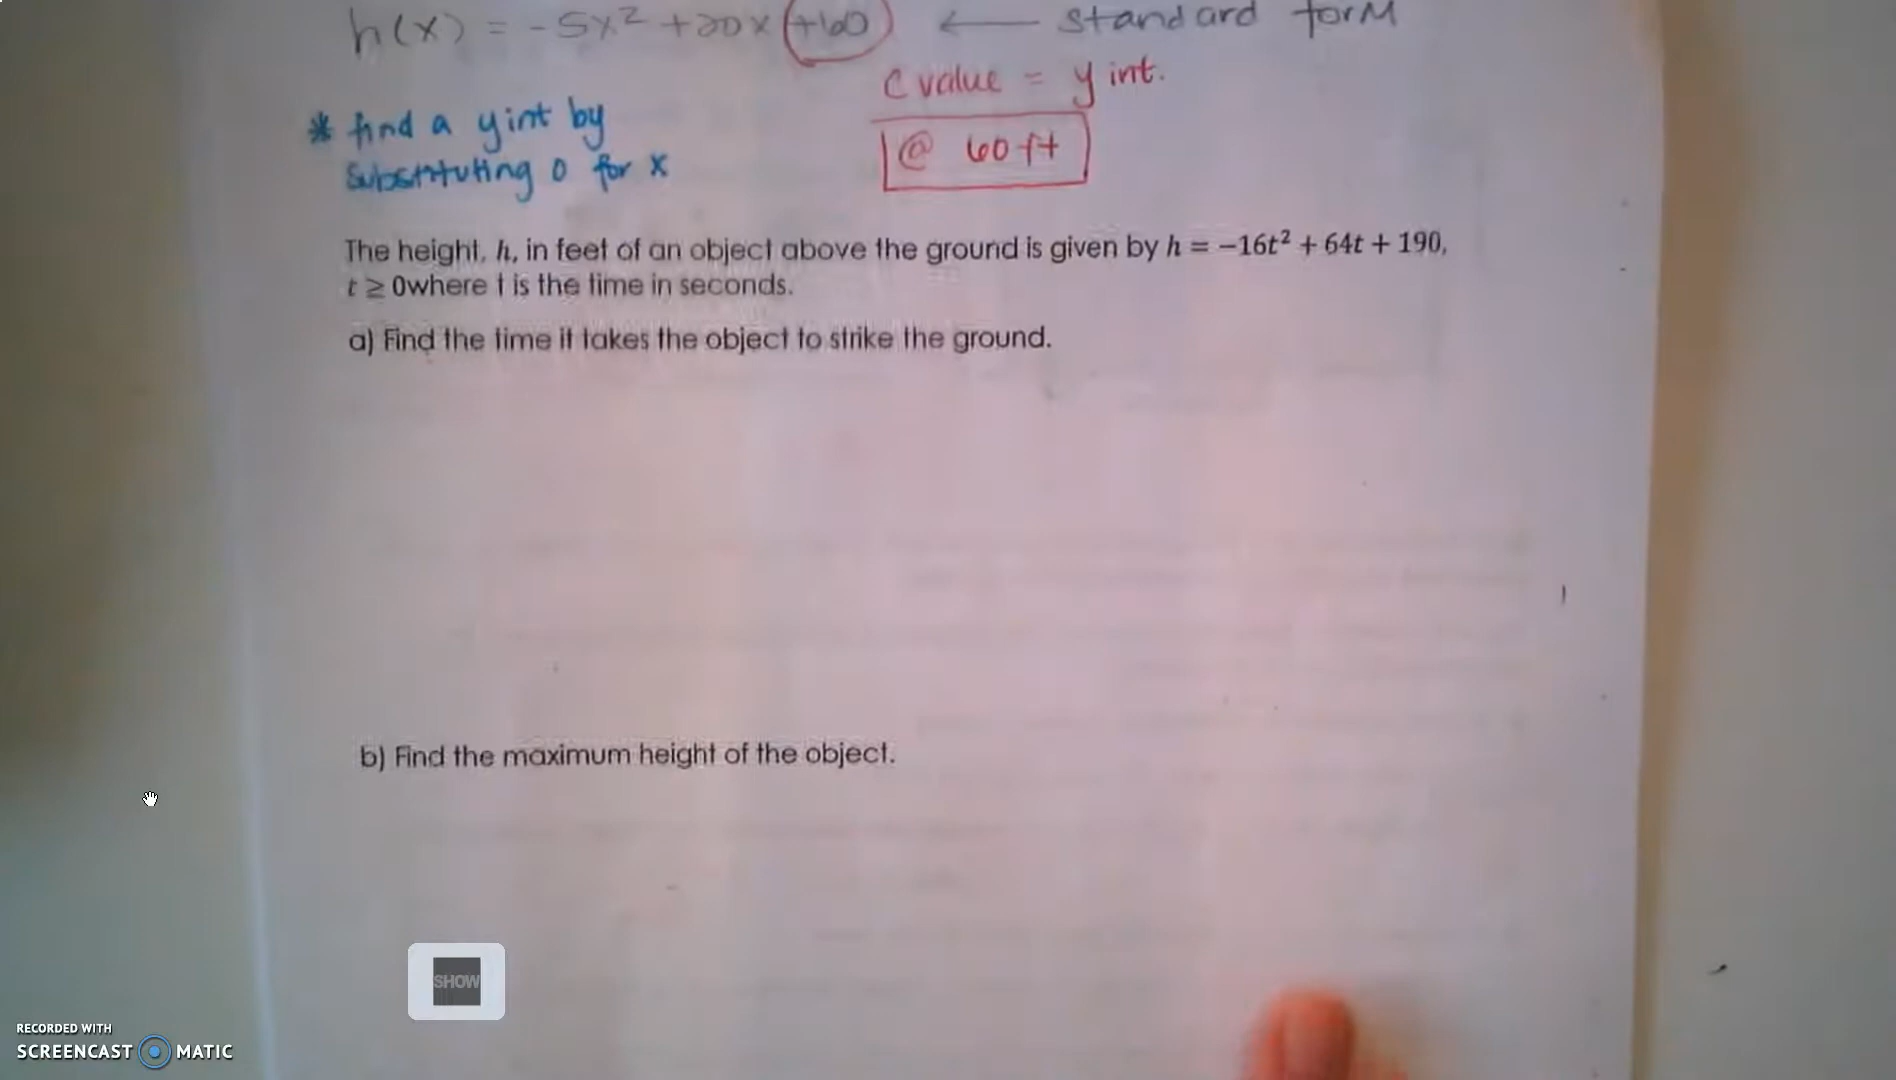 h(x) = -5x² + 20x +60 ← standard form
c value = y int.
* find a y int by
substituting 0 for x
@ 60 ft
The height, h, in feet of an object above the ground is given by h = −16t² + 64t + 190,
t ≥ 0where t is the time in seconds.
a) Find the time it takes the object to strike the ground.
b) Find the maximum height of the object.
SHOW
RECORDED WITH
SCREENCAST MATIC